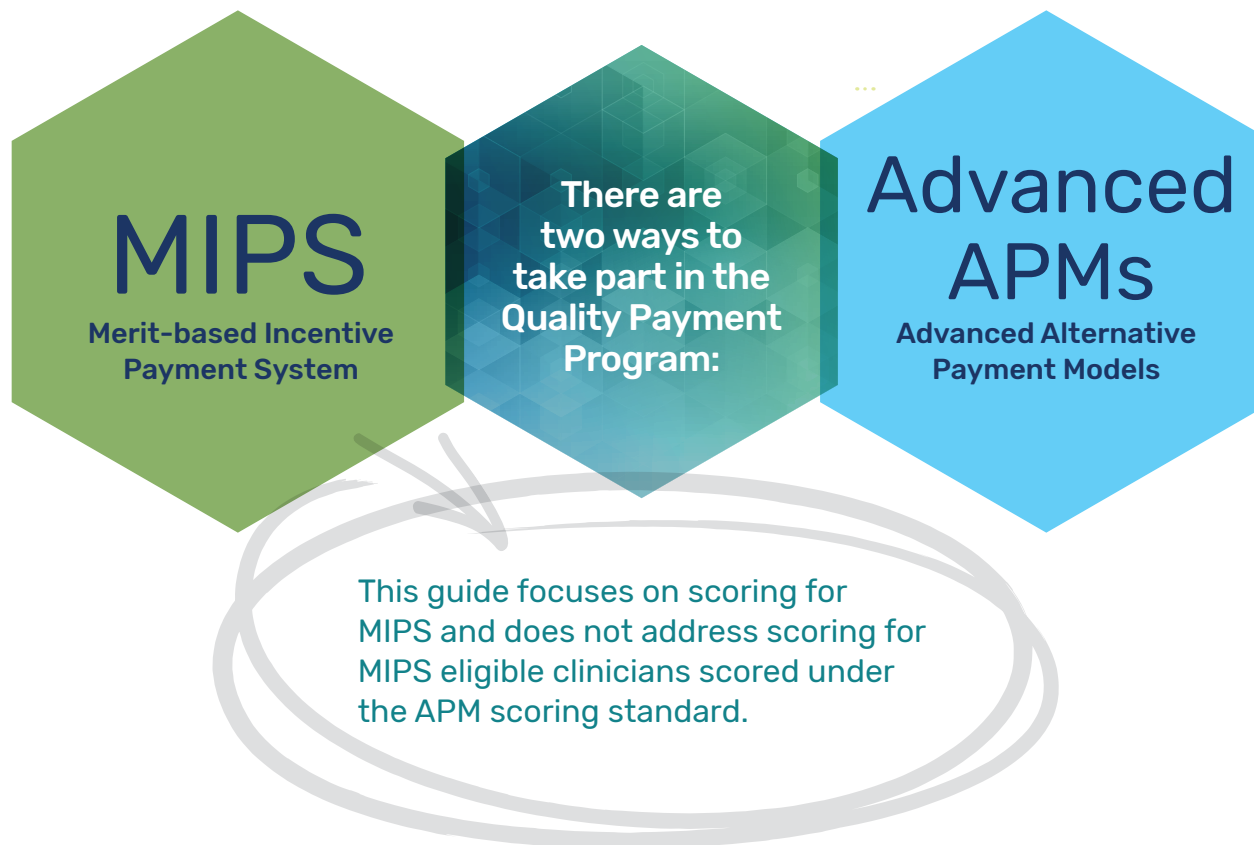 MIPS
Merit-based Incentive
Payment System
There are
two ways to
take part in the
Quality Payment
Program:
Advanced
APMs
Advanced Alternative
Payment Models
This guide focuses on scoring for
MIPS and does not address scoring for
MIPS eligible clinicians scored under
the APM scoring standard.